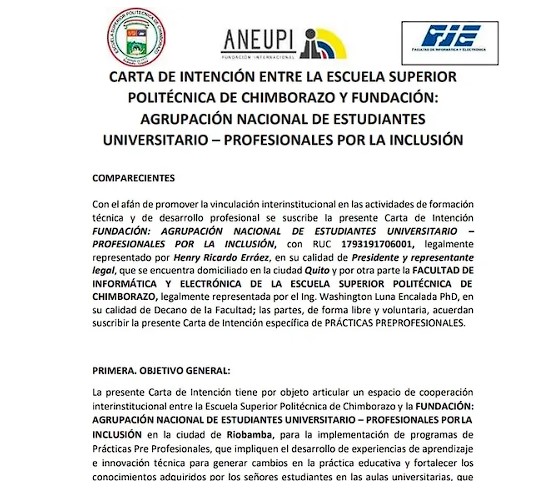 ANEUPI
FUNDACIÓN INTERNACIONAL
FIE
FACULTAD DE INFORMÁTICA Y ELECTRÓNICA
CARTA DE INTENCIÓN ENTRE LA ESCUELA SUPERIOR
POLITÉCNICA DE CHIMBORAZO Y FUNDACIÓN:
AGRUPACIÓN NACIONAL DE ESTUDIANTES
UNIVERSITARIO – PROFESIONALES POR LA INCLUSIÓN
COMPARECIENTES
Con el afán de promover la vinculación interinstitucional en las actividades de formación
técnica y de desarrollo profesional se suscribe la presente Carta de Intención
FUNDACIÓN: AGRUPACIÓN NACIONAL DE ESTUDIANTES UNIVERSITARIO –
PROFESIONALES POR LA INCLUSIÓN, con RUC 1793191706001, legalmente
representado por Henry Ricardo Erráez, en su calidad de Presidente y representante
legal, que se encuentra domiciliado en la ciudad Quito y por otra parte la FACULTAD DE
INFORMÁTICA Y ELECTRÓNICA DE LA ESCUELA SUPERIOR POLITÉCNICA DE
CHIMBORAZO, legalmente representada por el Ing. Washington Luna Encalada PhD, en
su calidad de Decano de la Facultad; las partes, de forma libre y voluntaria, acuerdan
suscribir la presente Carta de Intención específica de PRÁCTICAS PREPROFESIONALES.
PRIMERA. OBJETIVO GENERAL:
La presente Carta de Intención tiene por objeto articular un espacio de cooperación
interinstitucional entre la Escuela Superior Politécnica de Chimborazo y la FUNDACIÓN:
AGRUPACIÓN NACIONAL DE ESTUDIANTES UNIVERSITARIO – PROFESIONALES POR LA
INCLUSIÓN en la ciudad de Riobamba, para la implementación de programas de
Prácticas Pre Profesionales, que impliquen el desarrollo de experiencias de aprendizaje
e innovación técnica para generar cambios en la práctica educativa y fortalecer los
conocimientos adquiridos por los señores estudiantes en las aulas universitarias, que